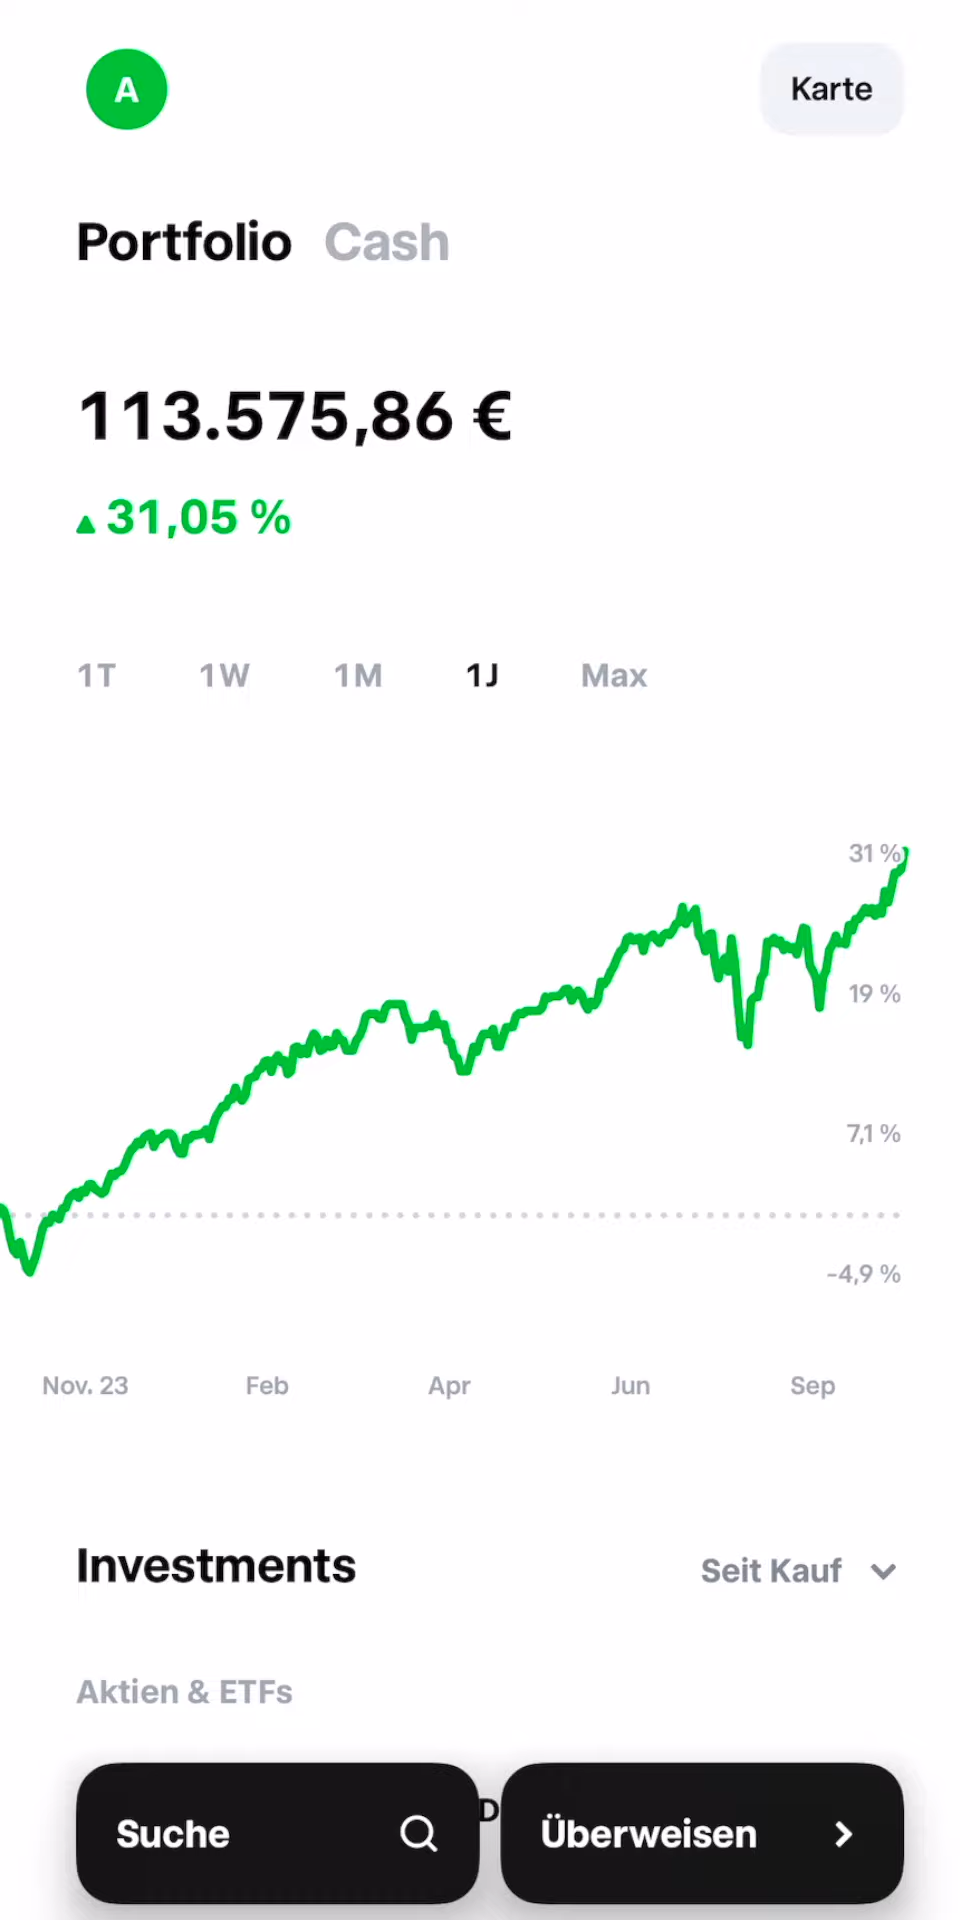 A
Karte
Portfolio Cash
113.575,86 €
▲ 31,05 %
1T 1W 1M 1J Max
31 %
19 %
7,1 %
-4,9 %
Nov. 23 Feb Apr Jun Sep
Investments Seit Kauf
Aktien & ETFs
D
Suche Überweisen